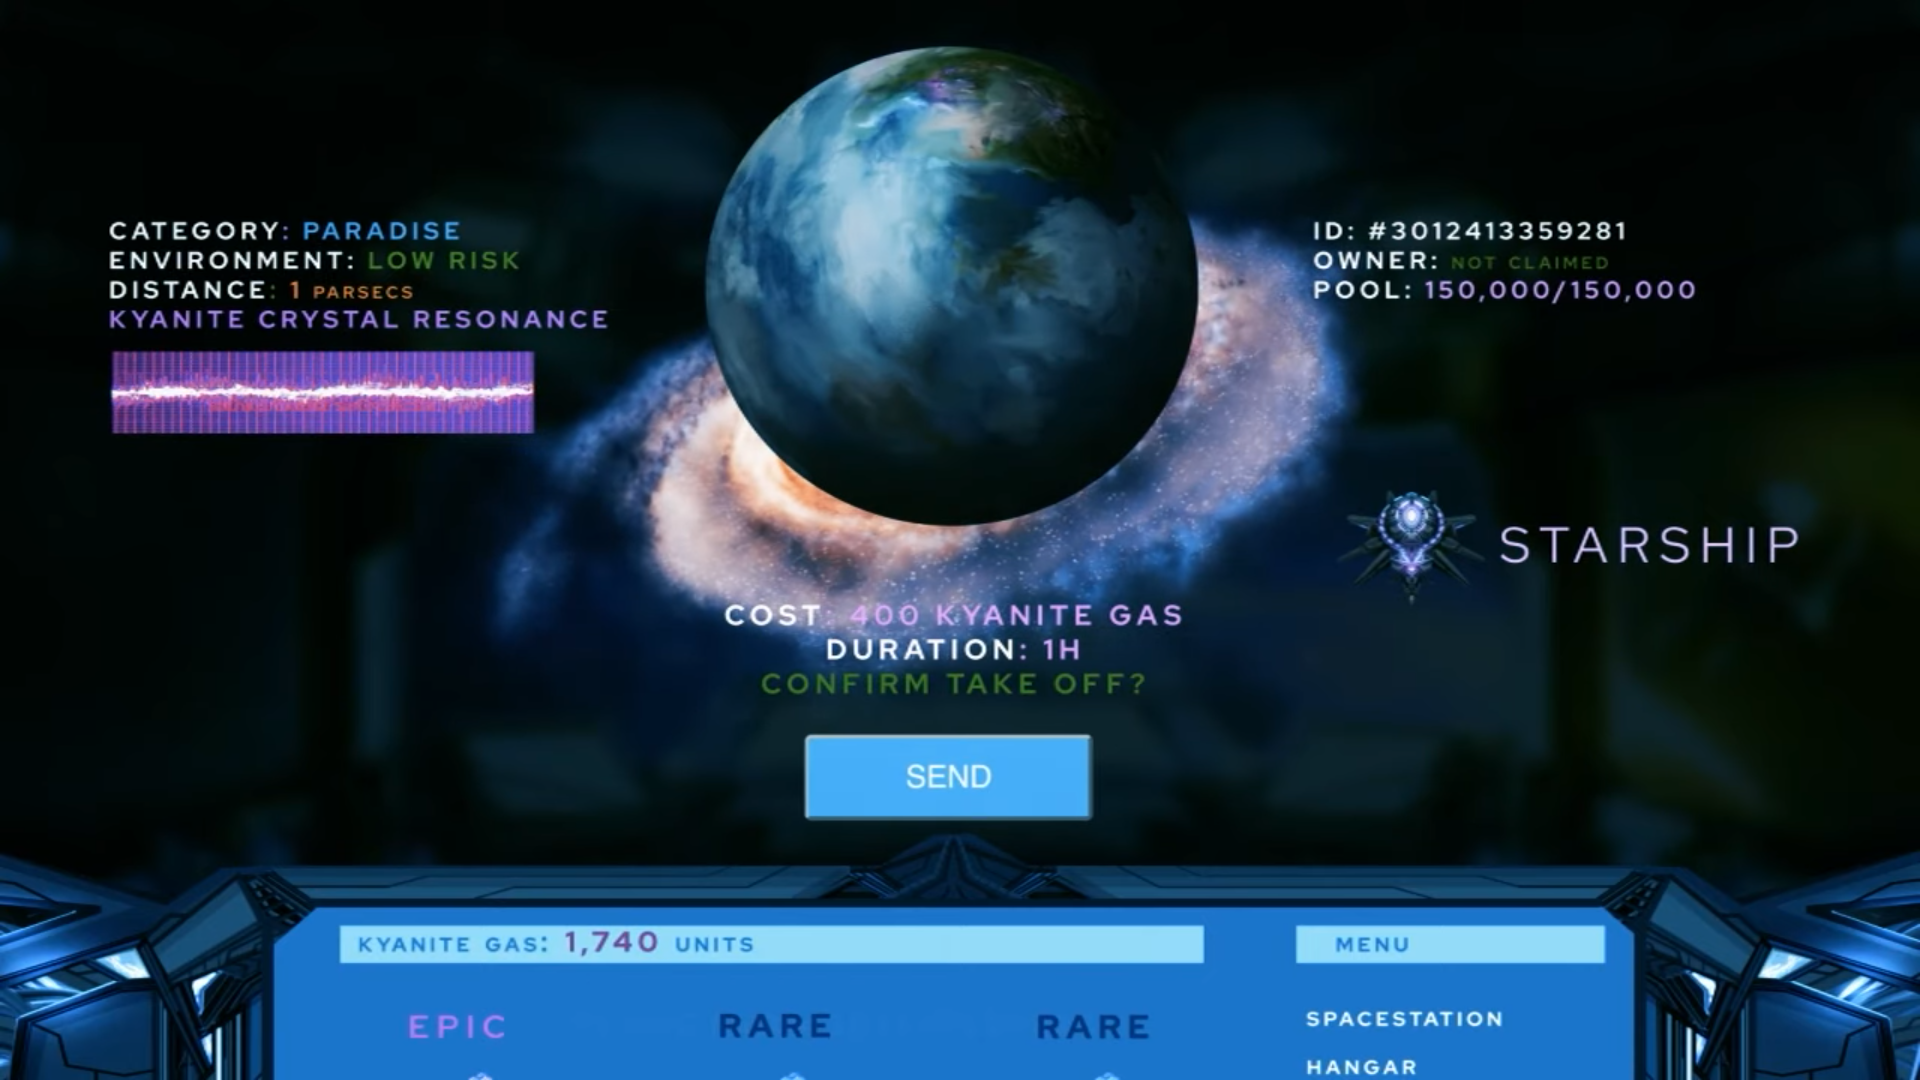 CATEGORY: PARADISE
ENVIRONMENT: LOW RISK
DISTANCE: 1 PARSECS
KYANITE CRYSTAL RESONANCE
ID: #3012413359281
OWNER: NOT CLAIMED
POOL: 150,000/150,000
STARSHIP
COST: 400 KYANITE GAS
DURATION: 1H
CONFIRM TAKE OFF?
SEND
KYANITE GAS: 1,740 UNITS
MENU
EPIC
RARE
RARE
SPACESTATION
HANGAR